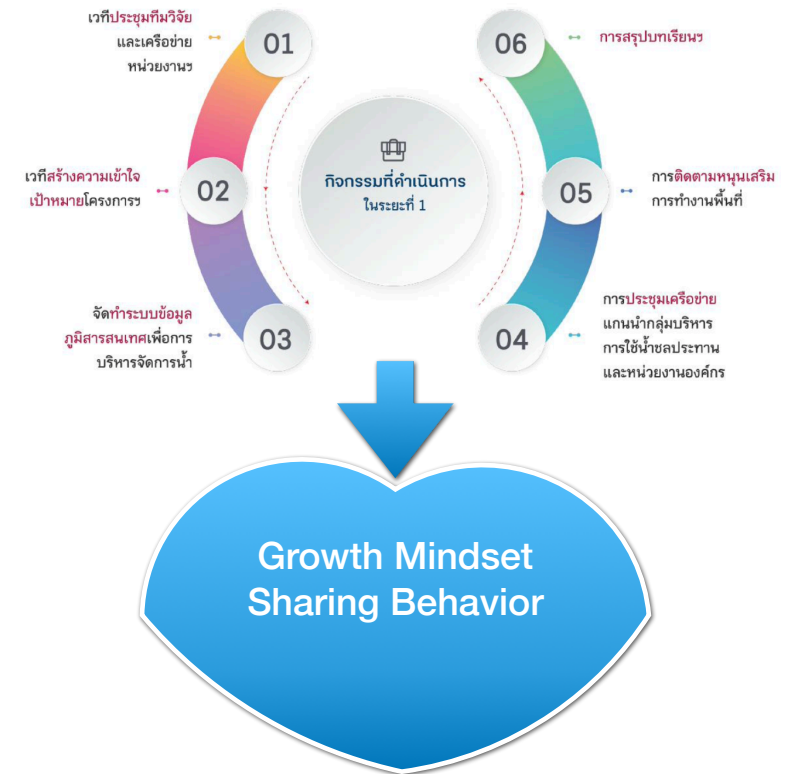 เวทีประชุมทีมวิจัย
และเครือข่าย
หน่วยงานฯ
01
เวทีสร้างความเข้าใจ
เป้าหมายโครงการฯ
02
จัดทำระบบข้อมูล
ภูมิสารสนเทศเพื่อการ
บริหารจัดการน้ำ
03
กิจกรรมที่ดำเนินการ
ในระยะที่ 1
04
การประชุมเครือข่าย
แกนนำกลุ่มบริหาร
การใช้น้ำชลประทาน
และหน่วยงานองค์กร
05
การติดตามหนุนเสริม
การทำงานพื้นที่
06
การสรุปบทเรียนฯ
Growth Mindset
Sharing Behavior